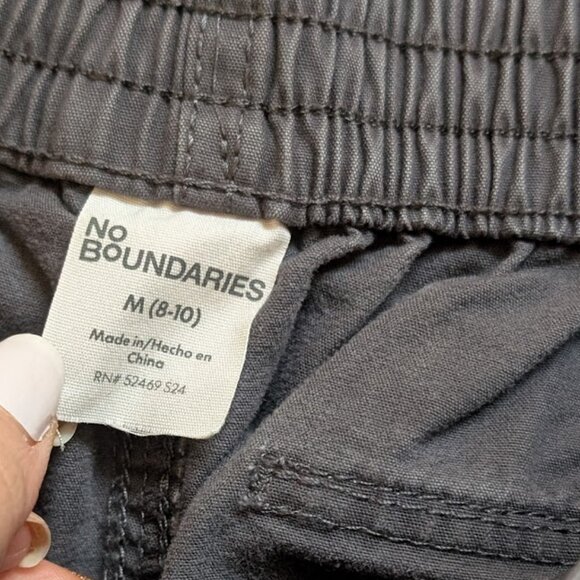 No
BoUNDARIES
M (8-10)
Made in/Hecho en
China
RN# 52469 S24